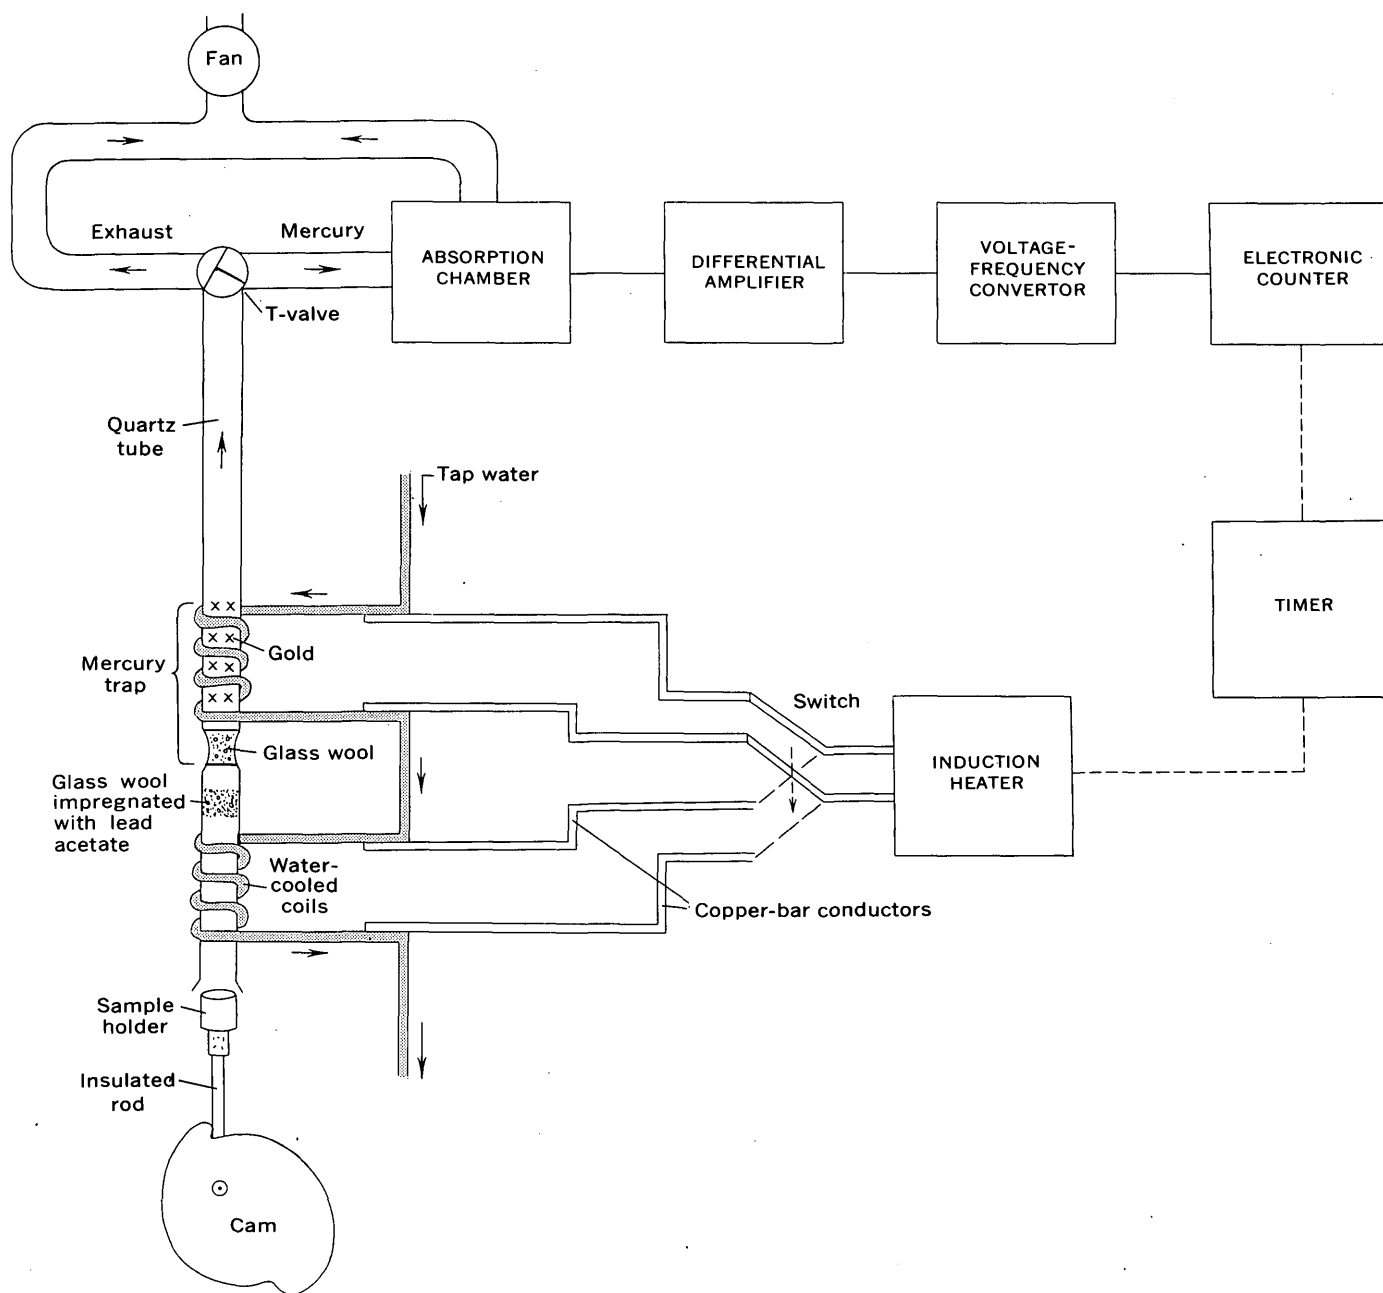 Fan
Exhaust
Mercury
T-valve
ABSORPTION
CHAMBER
DIFFERENTIAL
AMPLIFIER
VOLTAGE-
FREQUENCY
CONVERTOR
ELECTRONIC
COUNTER
Quartz
tube
Tap water
TIMER
Mercury
trap
Gold
Switch
Glass wool
INDUCTION
HEATER
Glass wool
impregnated
with lead
acetate
Water-
cooled
coils
Copper-bar conductors
Sample
holder
Insulated
rod
Cam